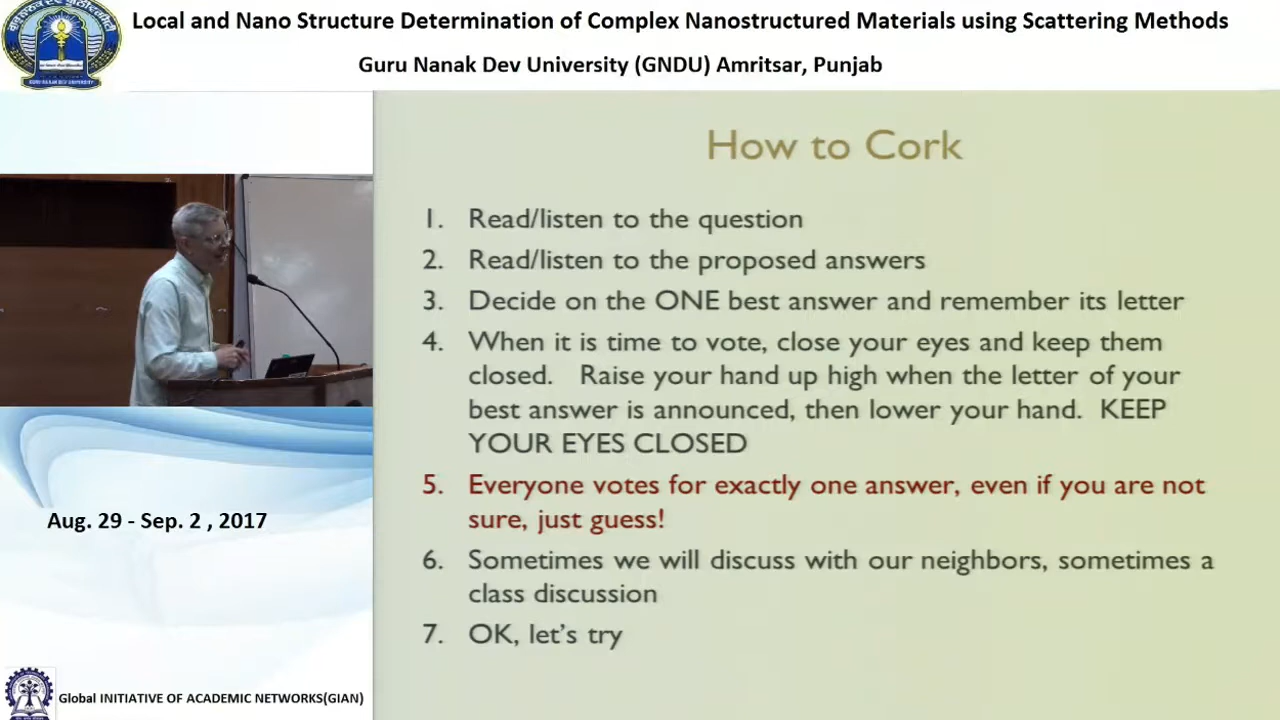 Local and Nano Structure Determination of Complex Nanostructured Materials using Scattering Methods
Guru Nanak Dev University (GNDU) Amritsar, Punjab
How to Cork
1. Read/listen to the question
2. Read/listen to the proposed answers
3. Decide on the ONE best answer and remember its letter
4. When it is time to vote, close your eyes and keep them
closed. Raise your hand up high when the letter of your
best answer is announced, then lower your hand. KEEP
YOUR EYES CLOSED
5. Everyone votes for exactly one answer, even if you are not
sure, just guess!
6. Sometimes we will discuss with our neighbors, sometimes a
class discussion
7. OK, let's try
Aug. 29 - Sep. 2 , 2017
Global INITIATIVE OF ACADEMIC NETWORKS(GIAN)